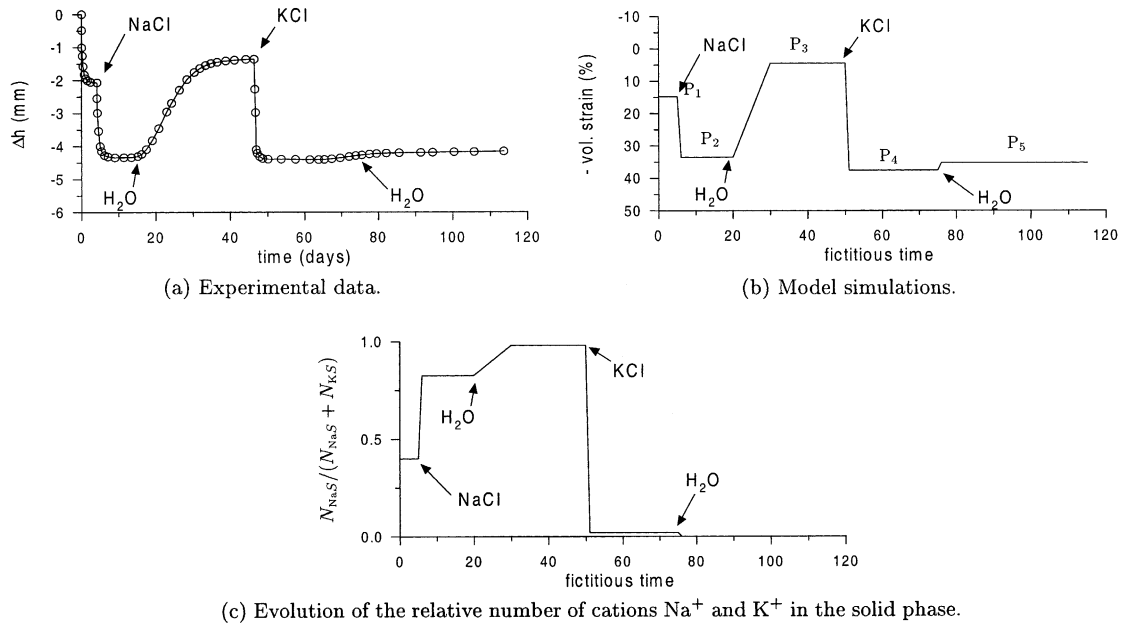 0
-1
-2
-3
-4
-5
-6
Δh (mm)
NaCl
KCl
H₂O
H₂O
0 20 40 60 80 100 120
time (days)
(a) Experimental data.
-10
0
10
20
30
40
50
- vol. strain (%)
NaCl
P₃
KCl
P₁
P₂
P₄
P₅
H₂O
H₂O
0 20 40 60 80 100 120
fictitious time
(b) Model simulations.
1.0
0.5
0.0
N_NaS/(N_NaS + N_KS)
KCl
H₂O
NaCl
H₂O
0 20 40 60 80 100 120
fictitious time
(c) Evolution of the relative number of cations Na⁺ and K⁺ in the solid phase.